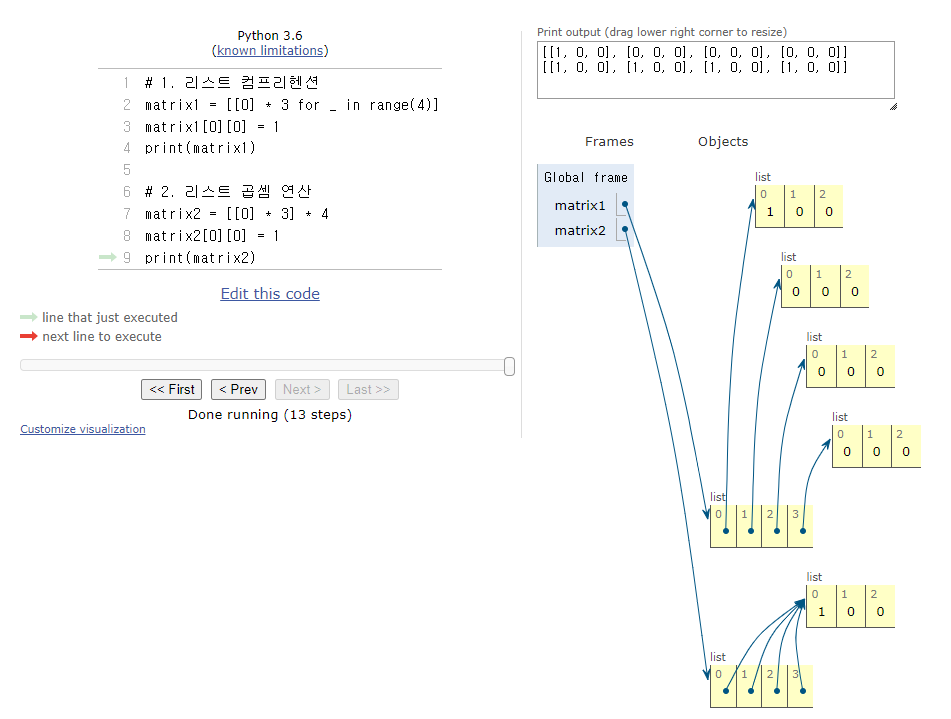 Python 3.6
(known limitations)
1 # 1. 리스트 컴프리헨션
2 matrix1 = [[0] * 3 for _ in range(4)]
3 matrix1[0][0] = 1
4 print(matrix1)
5
6 # 2. 리스트 곱셈 연산
7 matrix2 = [[0] * 3] * 4
8 matrix2[0][0] = 1
9 print(matrix2)
Edit this code
line that just executed
next line to execute
<< First < Prev Next > Last >>
Done running (13 steps)
Customize visualization
Print output (drag lower right corner to resize)
[[1, 0, 0], [0, 0, 0], [0, 0, 0], [0, 0, 0]]
[[1, 0, 0], [1, 0, 0], [1, 0, 0], [1, 0, 0]]
Frames Objects
Global frame
matrix1
matrix2
list
0 1 2
1 0 0
list
0 1 2
0 0 0
list
0 1 2
0 0 0
list
0 1 2
0 0 0
list
0 1 2 3
list
0 1 2
1 0 0
list
0 1 2 3